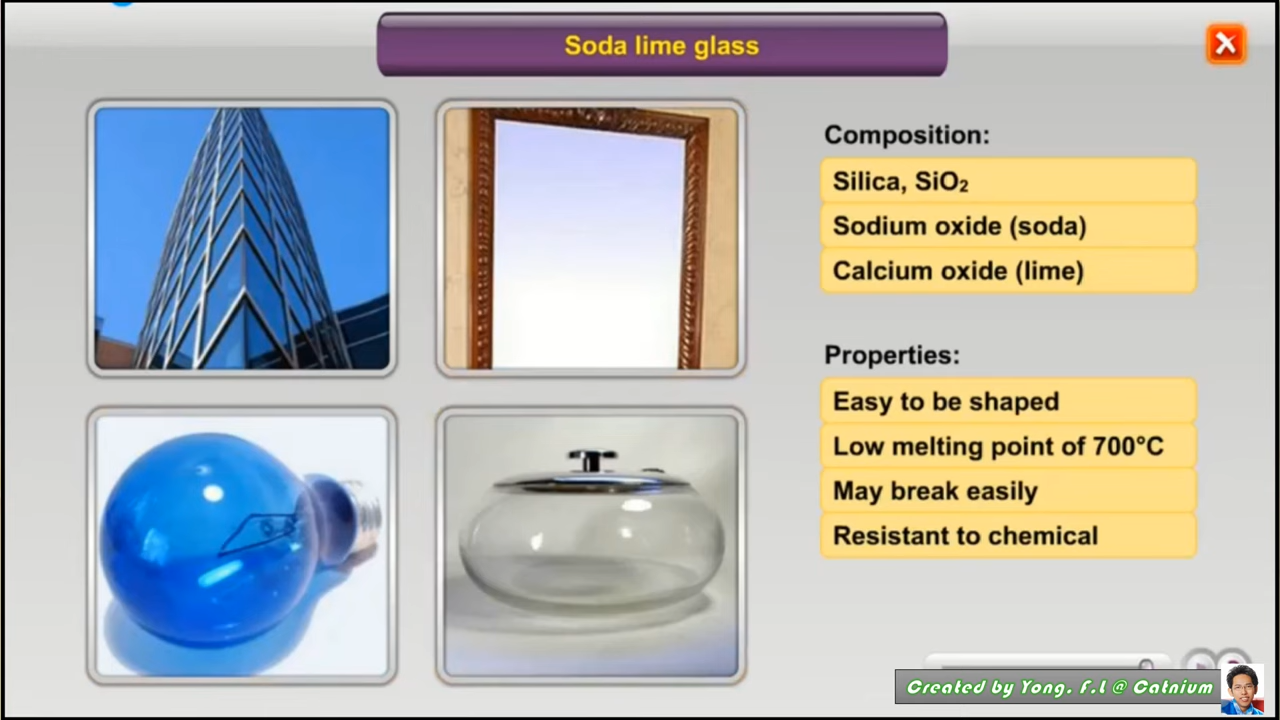 Soda lime glass
Composition:
Silica, SiO₂
Sodium oxide (soda)
Calcium oxide (lime)
Properties:
Easy to be shaped
Low melting point of 700°C
May break easily
Resistant to chemical
Created by Yong. F.L @ Catnium